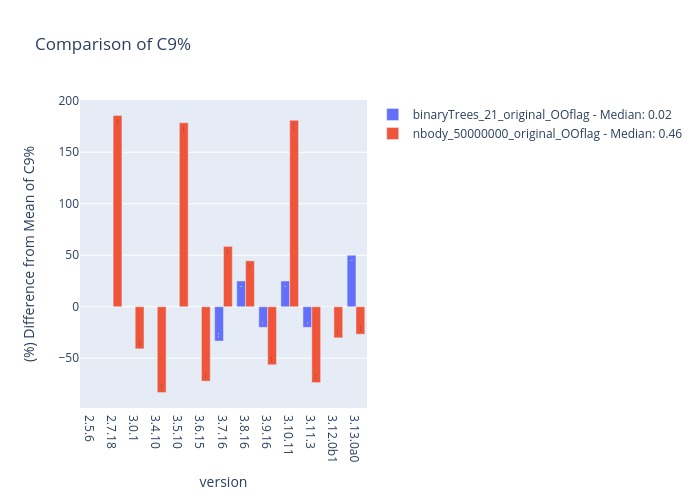 Comparison of C9%
binaryTrees_21_original_OOflag - Median: 0.02
nbody_50000000_original_OOflag - Median: 0.46
200
150
100
50
0
−50
(%) Difference from Mean of C9%
2.5.6
2.7.18
3.0.1
3.4.10
3.5.10
3.6.15
3.7.16
3.8.16
3.9.16
3.10.11
3.11.3
3.12.0b1
3.13.0a0
version